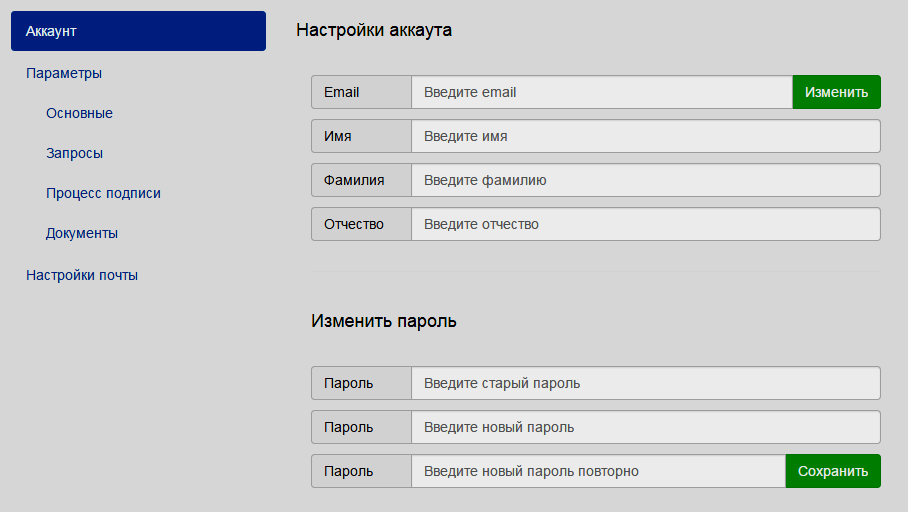 Аккаунт
Параметры
Основные
Запросы
Процесс подписи
Документы
Настройки почты
Настройки аккаута
Email Введите email Изменить
Имя Введите имя
Фамилия Введите фамилию
Отчество Введите отчество
Изменить пароль
Пароль Введите старый пароль
Пароль Введите новый пароль
Пароль Введите новый пароль повторно Сохранить